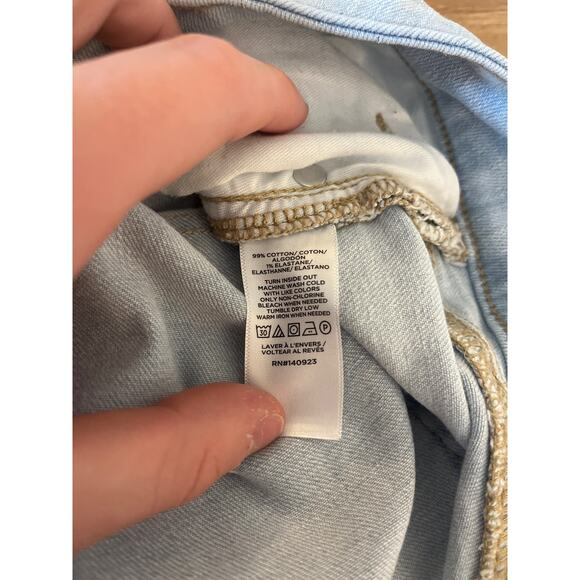 99% COTTON/ COTON/
ALGODÓN
1% ELASTANE/
ELASTHANNE/ ELASTANO
TURN INSIDE OUT
MACHINE WASH COLD
WITH LIKE COLORS
ONLY NON-CHLORINE
BLEACH WHEN NEEDED
TUMBLE DRY LOW
WARM IRON WHEN NEEDED
30 P
LAVER À L'ENVERS /
VOLTEAR AL REVÉS
RN#140923